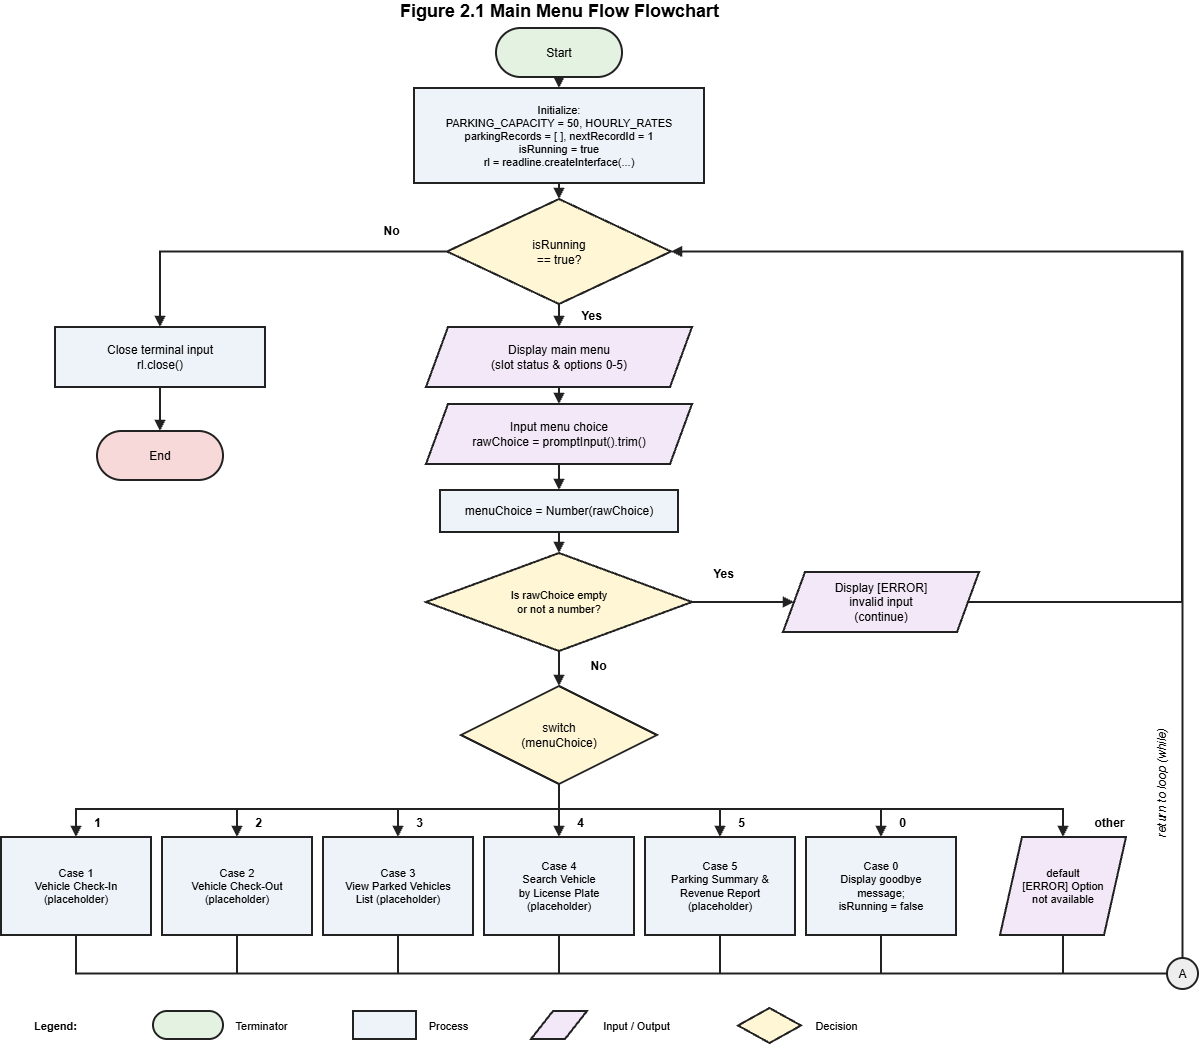 Figure 2.1 Main Menu Flow Flowchart
Start
Initialize:
PARKING_CAPACITY = 50, HOURLY_RATES
parkingRecords = [ ], nextRecordId = 1
isRunning = true
rl = readline.createInterface(...)
No
isRunning
== true?
Yes
Close terminal input
rl.close()
End
Display main menu
(slot status & options 0-5)
Input menu choice
rawChoice = promptInput().trim()
menuChoice = Number(rawChoice)
Is rawChoice empty
or not a number?
Yes
Display [ERROR]
invalid input
(continue)
No
switch
(menuChoice)
return to loop (while)
1
2
3
4
5
0
other
Case 1
Vehicle Check-In
(placeholder)
Case 2
Vehicle Check-Out
(placeholder)
Case 3
View Parked Vehicles
List (placeholder)
Case 4
Search Vehicle
by License Plate
(placeholder)
Case 5
Parking Summary &
Revenue Report
(placeholder)
Case 0
Display goodbye
message;
isRunning = false
default
[ERROR] Option
not available
A
Legend:
Terminator
Process
Input / Output
Decision